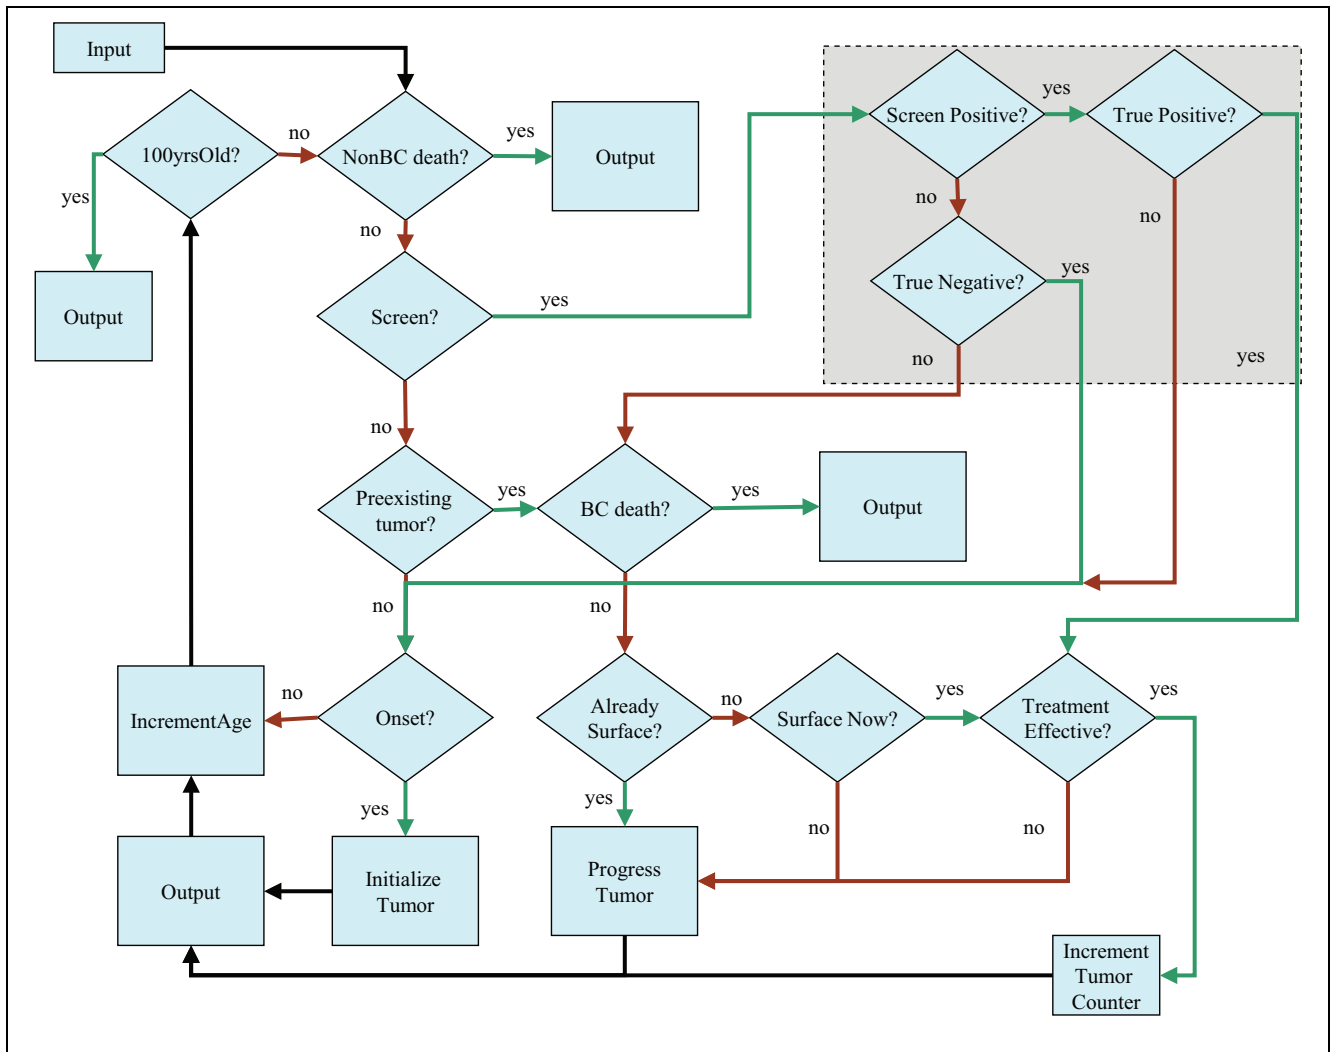 Input
100yrsOld?
no
NonBC death?
yes
Output
Screen Positive?
yes
True Positive?
yes
Output
no
no
no
True Negative?
yes
Screen?
yes
no
yes
no
Preexisting
tumor?
yes
BC death?
yes
Output
no
no
IncrementAge
no
Onset?
Already
Surface?
no
Surface Now?
yes
Treatment
Effective?
yes
yes
yes
no
no
Output
Initialize
Tumor
Progress
Tumor
Increment
Tumor
Counter